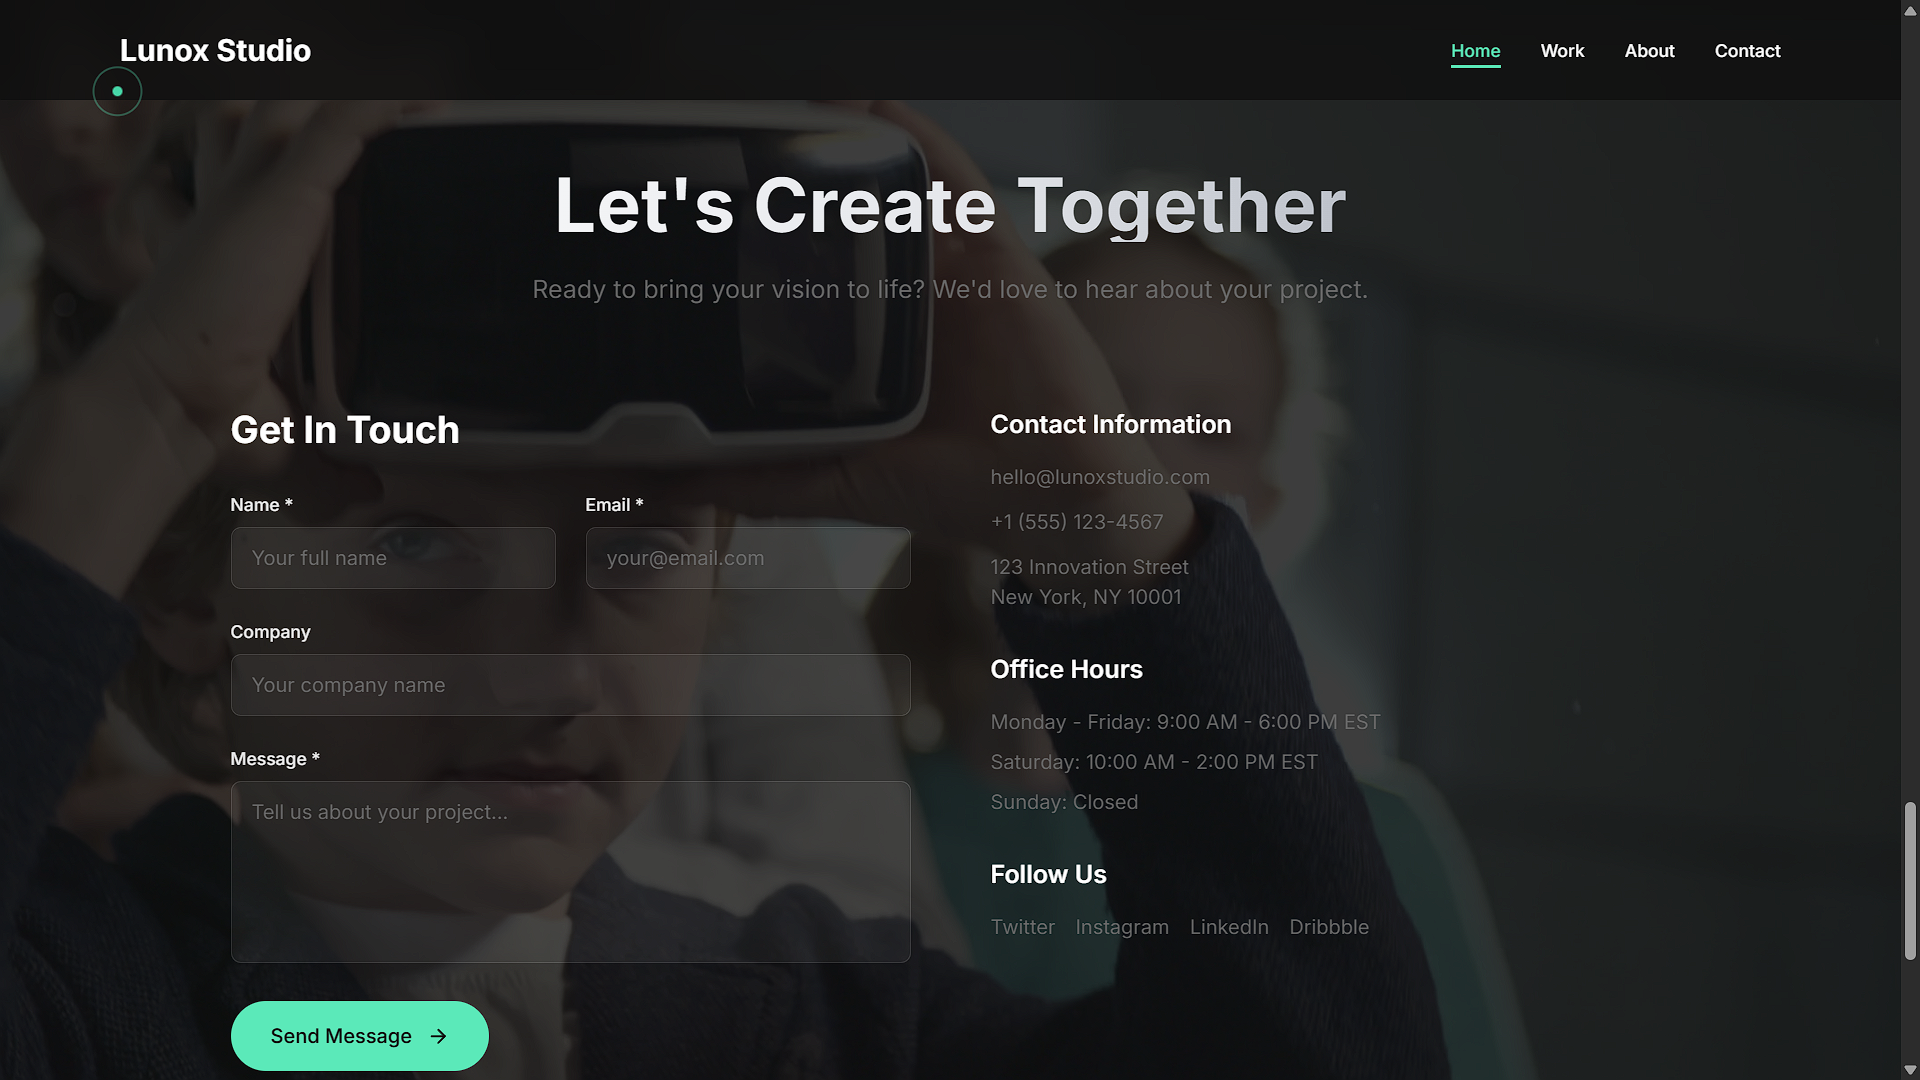 Lunox Studio
Home
Work
About
Contact
Let's Create Together
Ready to bring your vision to life? We'd love to hear about your project.
Get In Touch
Name *
Email *
Your full name
your@email.com
Company
Your company name
Message *
Tell us about your project...
Send Message →
Contact Information
hello@lunoxstudio.com
+1 (555) 123-4567
123 Innovation Street
New York, NY 10001
Office Hours
Monday - Friday: 9:00 AM - 6:00 PM EST
Saturday: 10:00 AM - 2:00 PM EST
Sunday: Closed
Follow Us
Twitter Instagram LinkedIn Dribbble